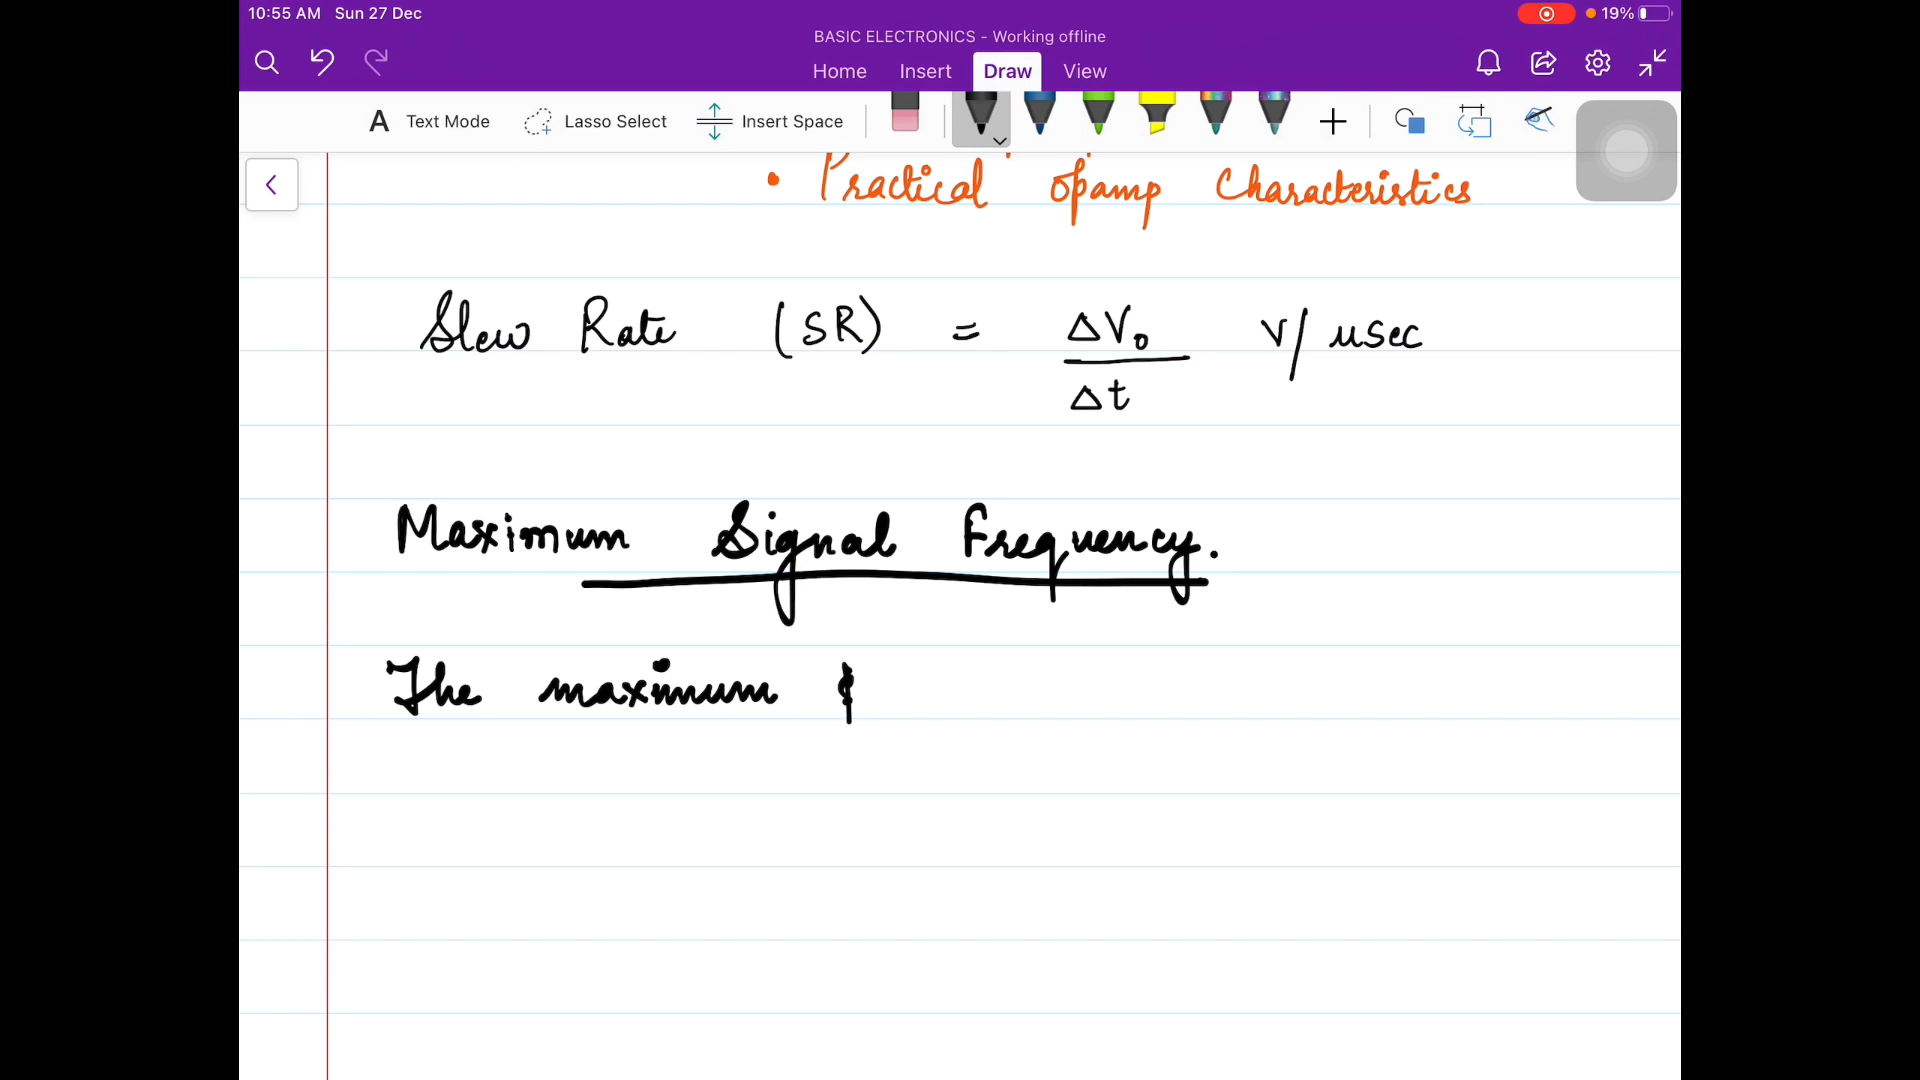 10:55 AM Sun 27 Dec
19%
BASIC ELECTRONICS - Working offline
Home Insert Draw View
A Text Mode Lasso Select Insert Space
• Practical opamp Characteristics
Slew Rate (SR) = ΔVo v/ usec
Δt
Maximum Signal Frequency.
The maximum